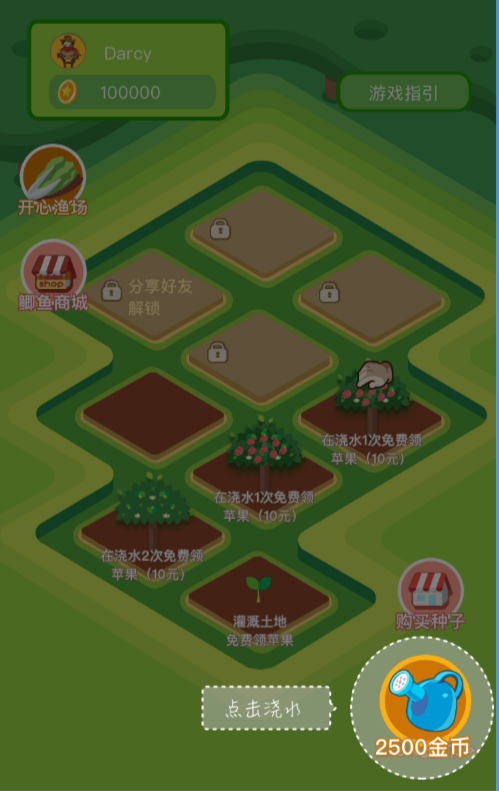 Darcy
100000
游戏指引
开心渔场
shop
鲫鱼商城
分享好友
解锁
在浇水1次免费领
苹果（10元）
在浇水1次免费领
苹果（10元）
在浇水2次免费领
苹果（10元）
灌溉土地
免费领苹果
购买种子
点击浇水
2500金币